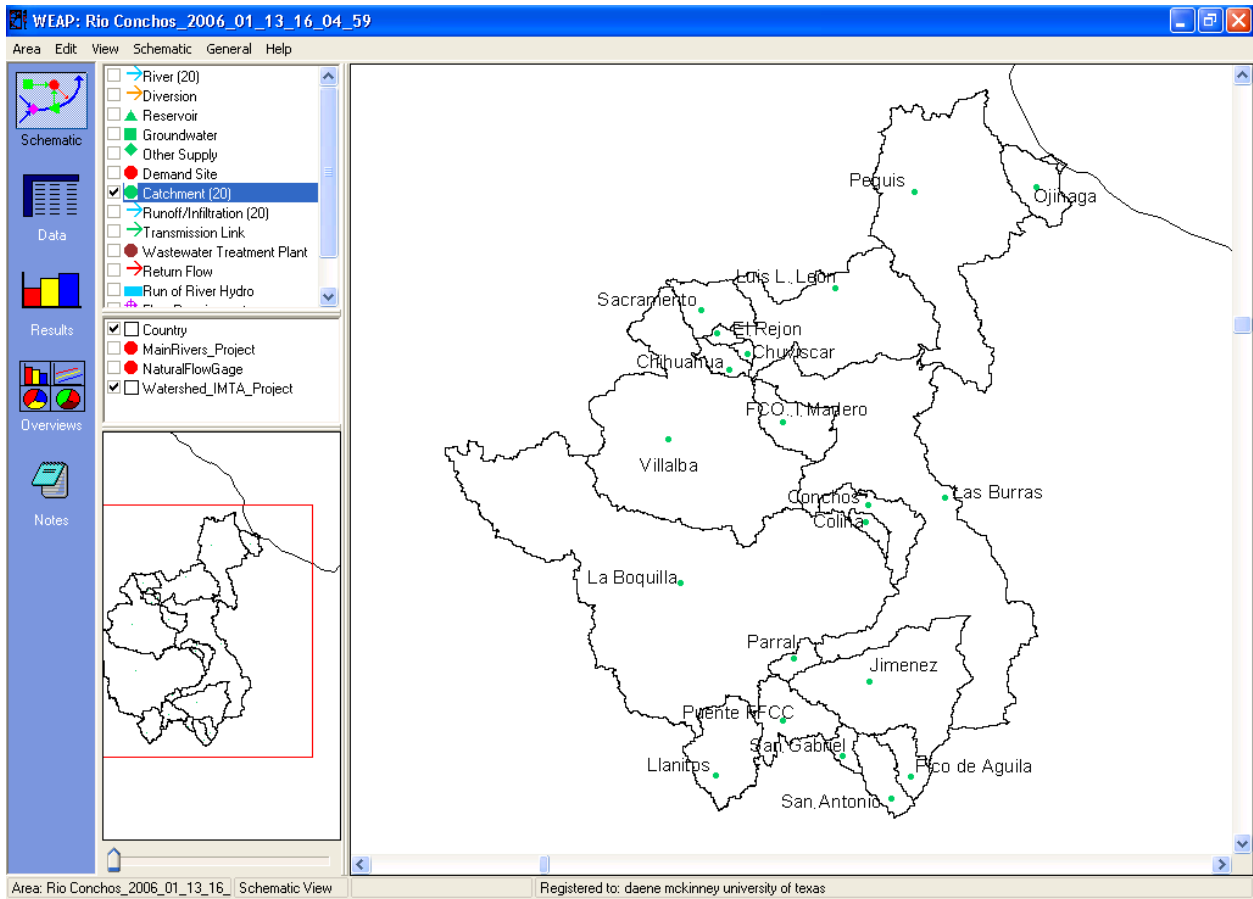 WEAP: Rio Conchos_2006_01_13_16_04_59
Area Edit View Schematic General Help
Schematic
Data
Results
Overviews
Notes
River (20)
Diversion
Reservoir
Groundwater
Other Supply
Demand Site
Catchment (20)
Runoff/Infiltration (20)
Transmission Link
Wastewater Treatment Plant
Return Flow
Run of River Hydro
Country
MainRivers_Project
NaturalFlowGage
Watershed_IMTA_Project
Peguis
Ojinaga
Luis L. León
Sacramento
El Rejon
Chuviscar
Chihuahua
FCO. I. Madero
Villalba
Conchos
Las Burras
Colina
La Boquilla
Parral
Jimenez
Puente FFCC
San Gabriel
Llanitos
Pico de Aguila
San Antonio
Area: Rio Conchos_2006_01_13_16_ Schematic View
Registered to: daene mckinney university of texas